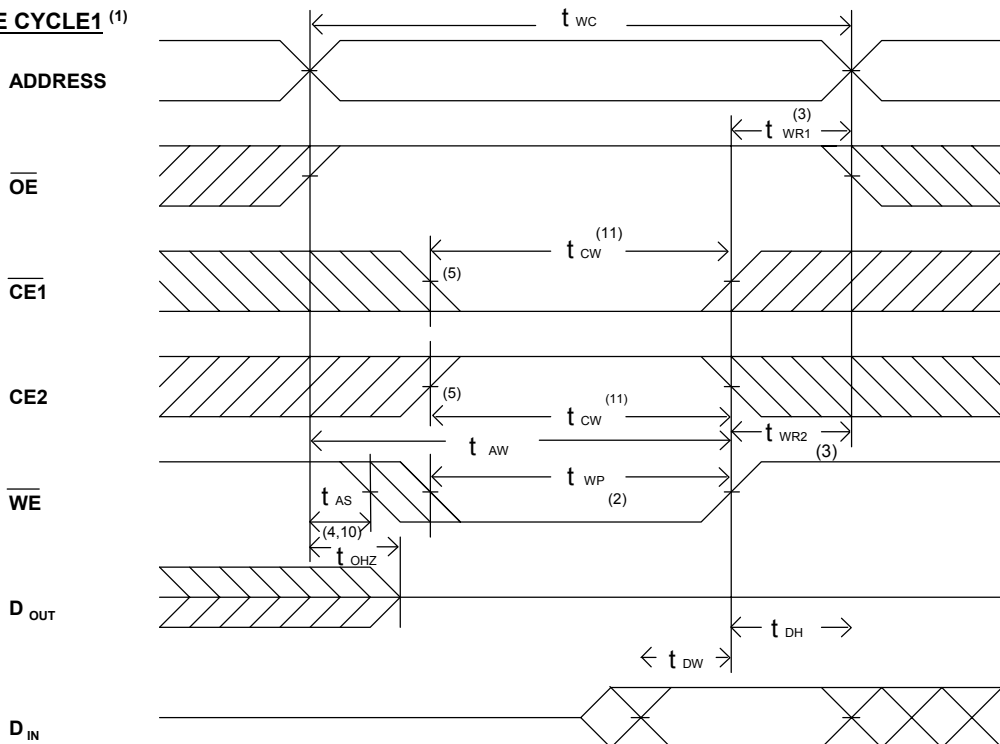 E CYCLE1 (1)
t WC
ADDRESS
t WR1 (3)
OE
t CW (11)
CE1
(5)
CE2
(5)
t CW (11)
t AW
t WR2
(3)
t WP
(2)
WE
t AS
(4,10)
t OHZ
D OUT
t DH
t DW
D IN